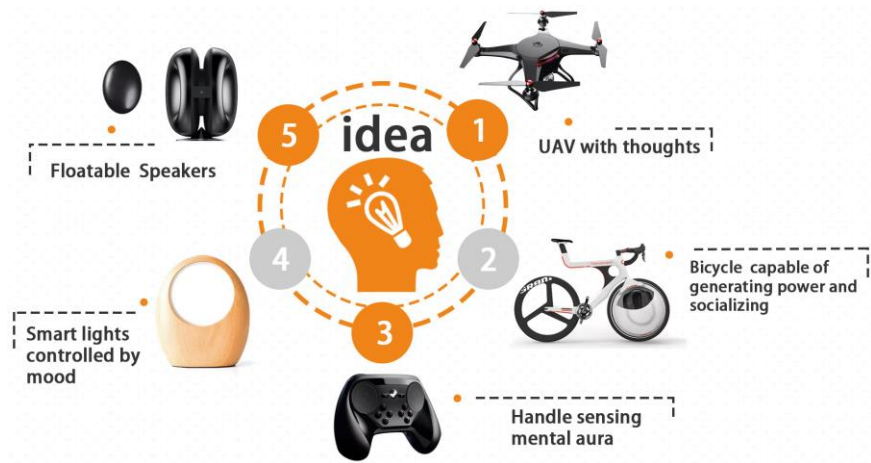 idea
1
UAV with thoughts
2
Bicycle capable of
generating power and
socializing
3
Handle sensing
mental aura
4
Smart lights
controlled by
mood
5
Floatable Speakers